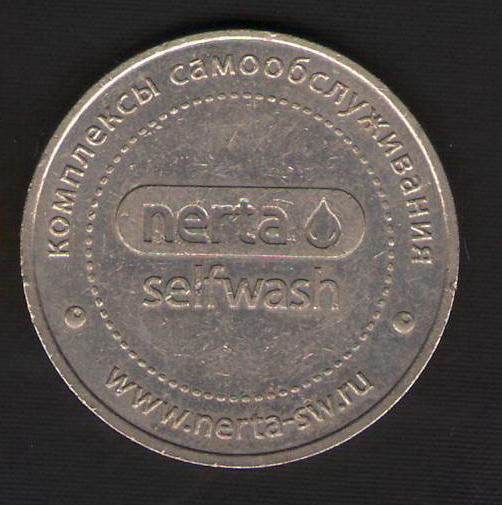 комплексы самообслуживания
nerta
selfwash
www.nerta-sw.ru